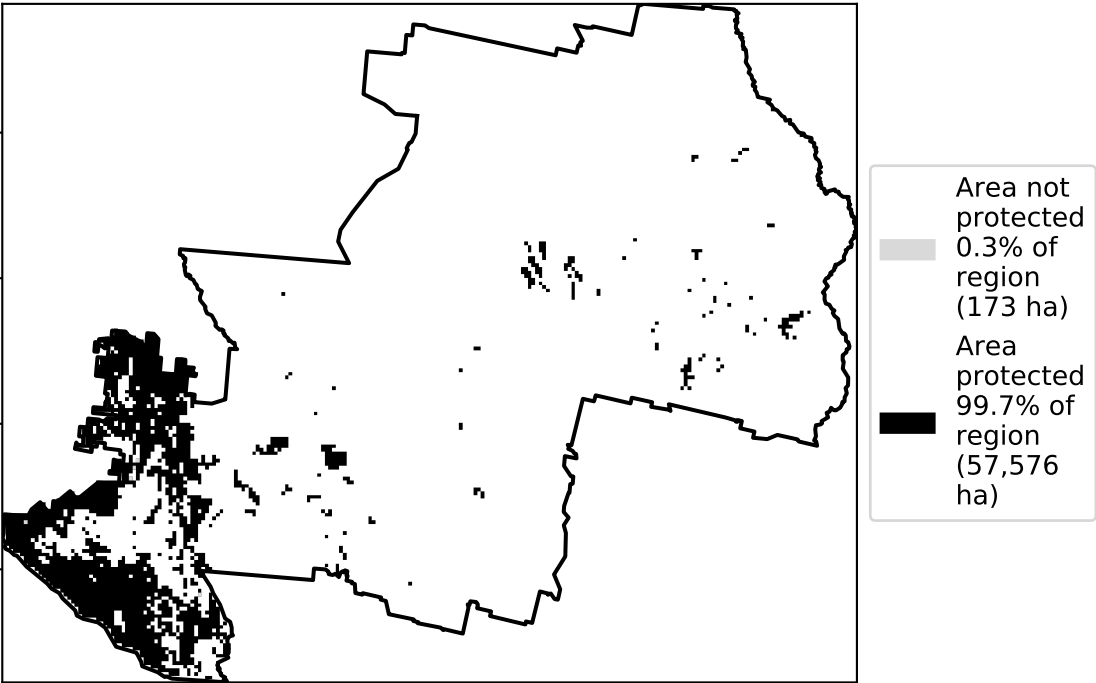 Area not
protected
0.3% of
region
(173 ha)
Area
protected
99.7% of
region
(57,576
ha)